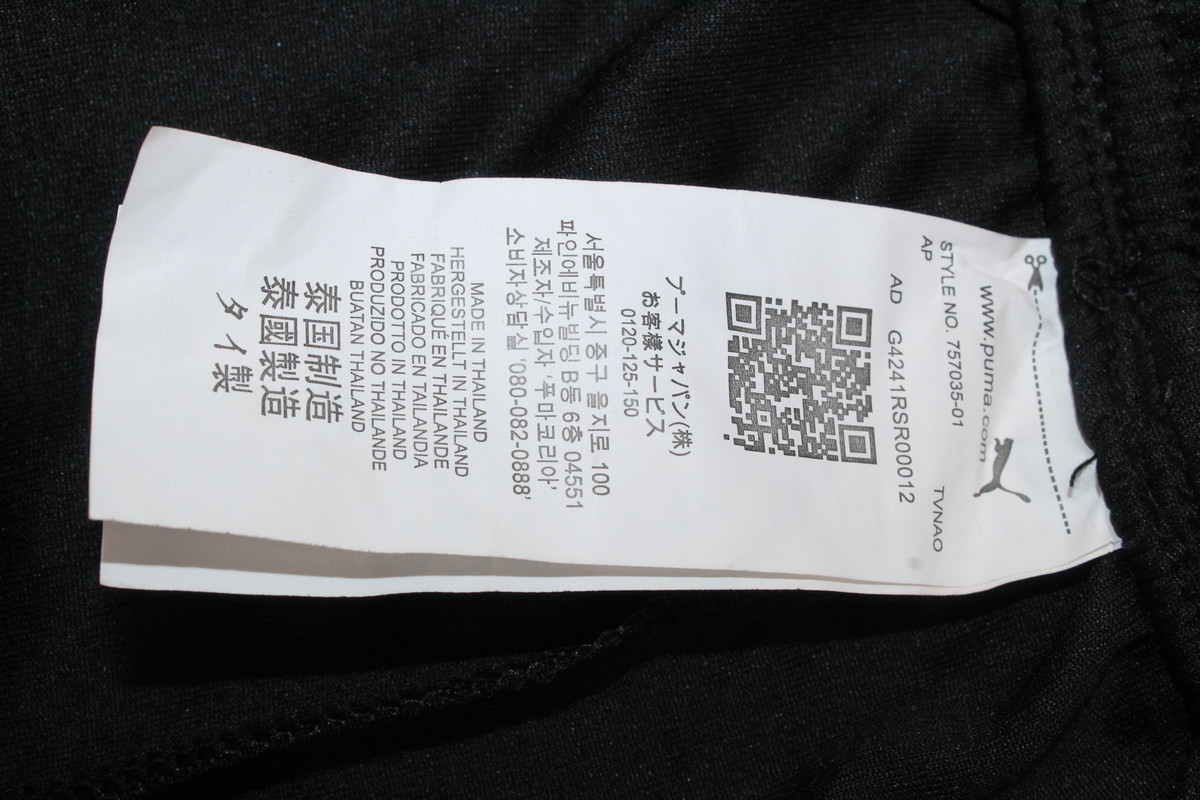 www.puma.com
STYLE NO. 757035-01 TVNAO
AP
AD G4241RSR00012
プーマジャパン(株)
お客様サービス
0120-125-150
서울특별시 중구 을지로 100
파인에비뉴빌딩 B동 6층 04551
제조자/수입자 '푸마코리아'
소비자상담실 '080-082-0888'
MADE IN THAILAND
HERGESTELLT IN THAILAND
FABRIQUÉ EN THAILANDE
FABRICADO EN TAILANDIA
PRODOTTO IN THAILAND
PRODUZIDO NO THAILANDE
BUATAN THAILAND
泰国制造
泰國製造
タイ製